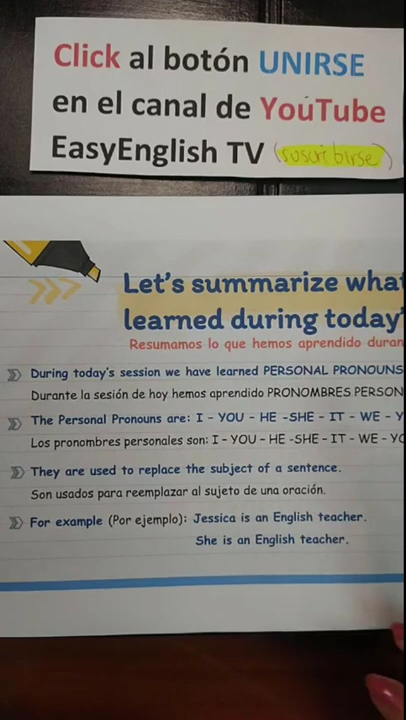 Click al botón UNIRSE
en el canal de YouTube
EasyEnglish TV (suscribirse)
Let's summarize what
learned during today'
Resumamos lo que hemos aprendido duran
During today's session we have learned PERSONAL PRONOUNS
Durante la sesión de hoy hemos aprendido PRONOMBRES PERSON
The Personal Pronouns are: I - YOU - HE -SHE - IT - WE - Y
Los pronombres personales son: I - YOU - HE -SHE - IT - WE - YO
They are used to replace the subject of a sentence.
Son usados para reemplazar al sujeto de una oración.
For example (Por ejemplo): Jessica is an English teacher.
She is an English teacher.